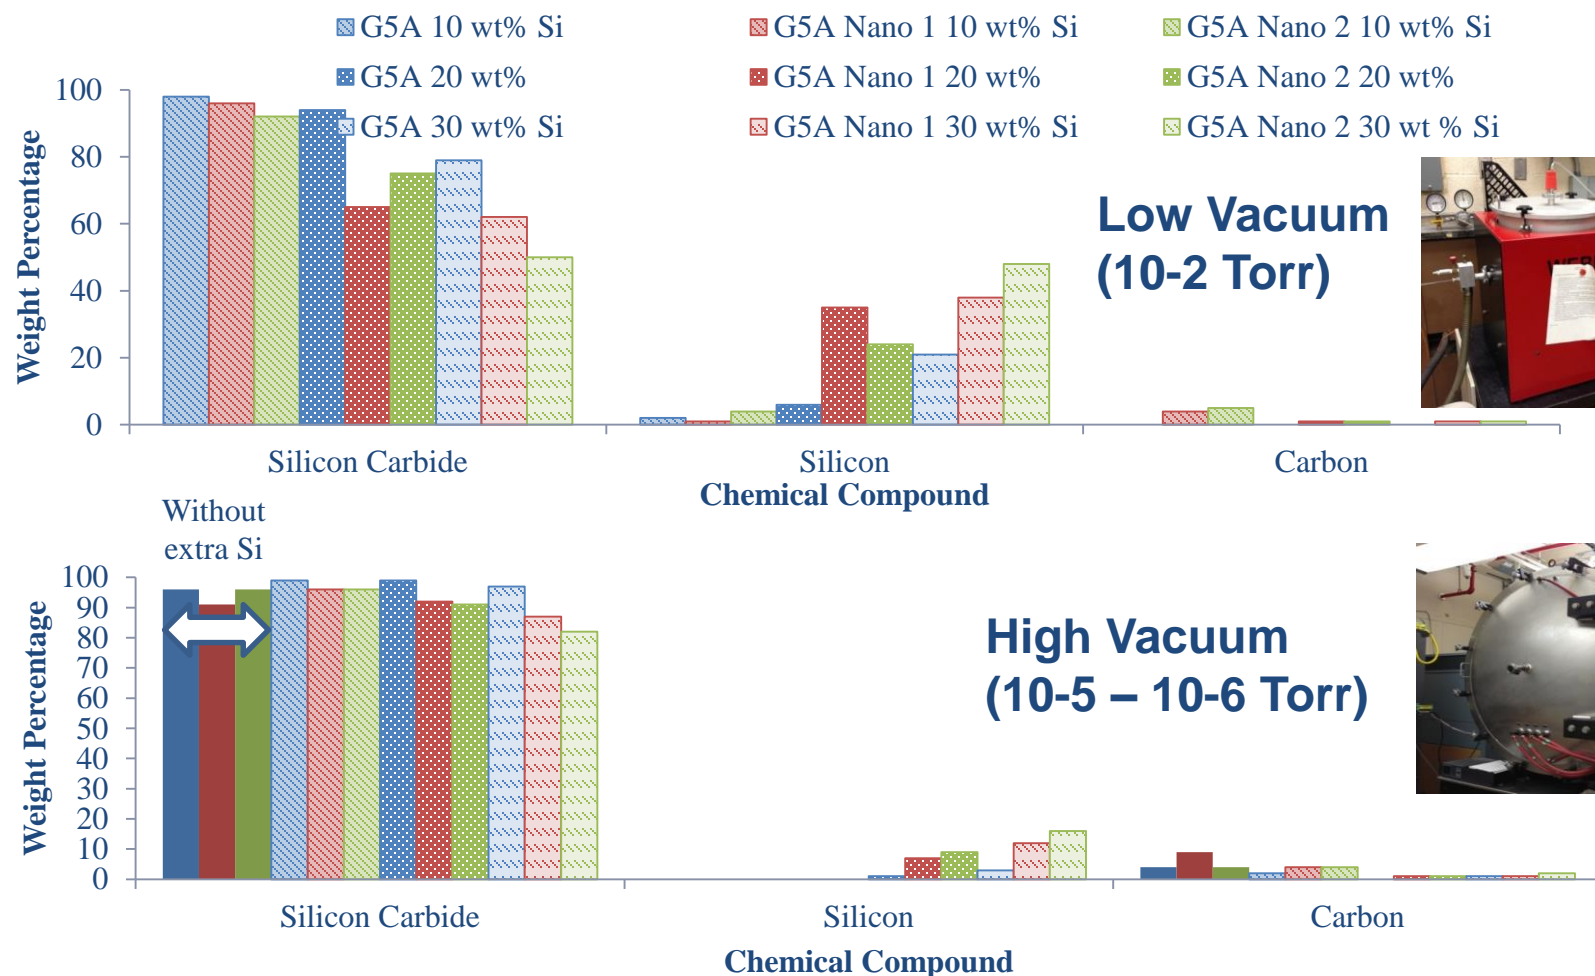 G5A 10 wt% Si
G5A Nano 1 10 wt% Si
G5A Nano 2 10 wt% Si
G5A 20 wt%
G5A Nano 1 20 wt%
G5A Nano 2 20 wt%
G5A 30 wt% Si
G5A Nano 1 30 wt% Si
G5A Nano 2 30 wt % Si
Weight Percentage
100
80
60
40
20
0
Low Vacuum
(10-2 Torr)
Silicon Carbide
Silicon
Carbon
Chemical Compound
Without
extra Si
Weight Percentage
100
90
80
70
60
50
40
30
20
10
0
High Vacuum
(10-5 – 10-6 Torr)
Silicon Carbide
Silicon
Carbon
Chemical Compound